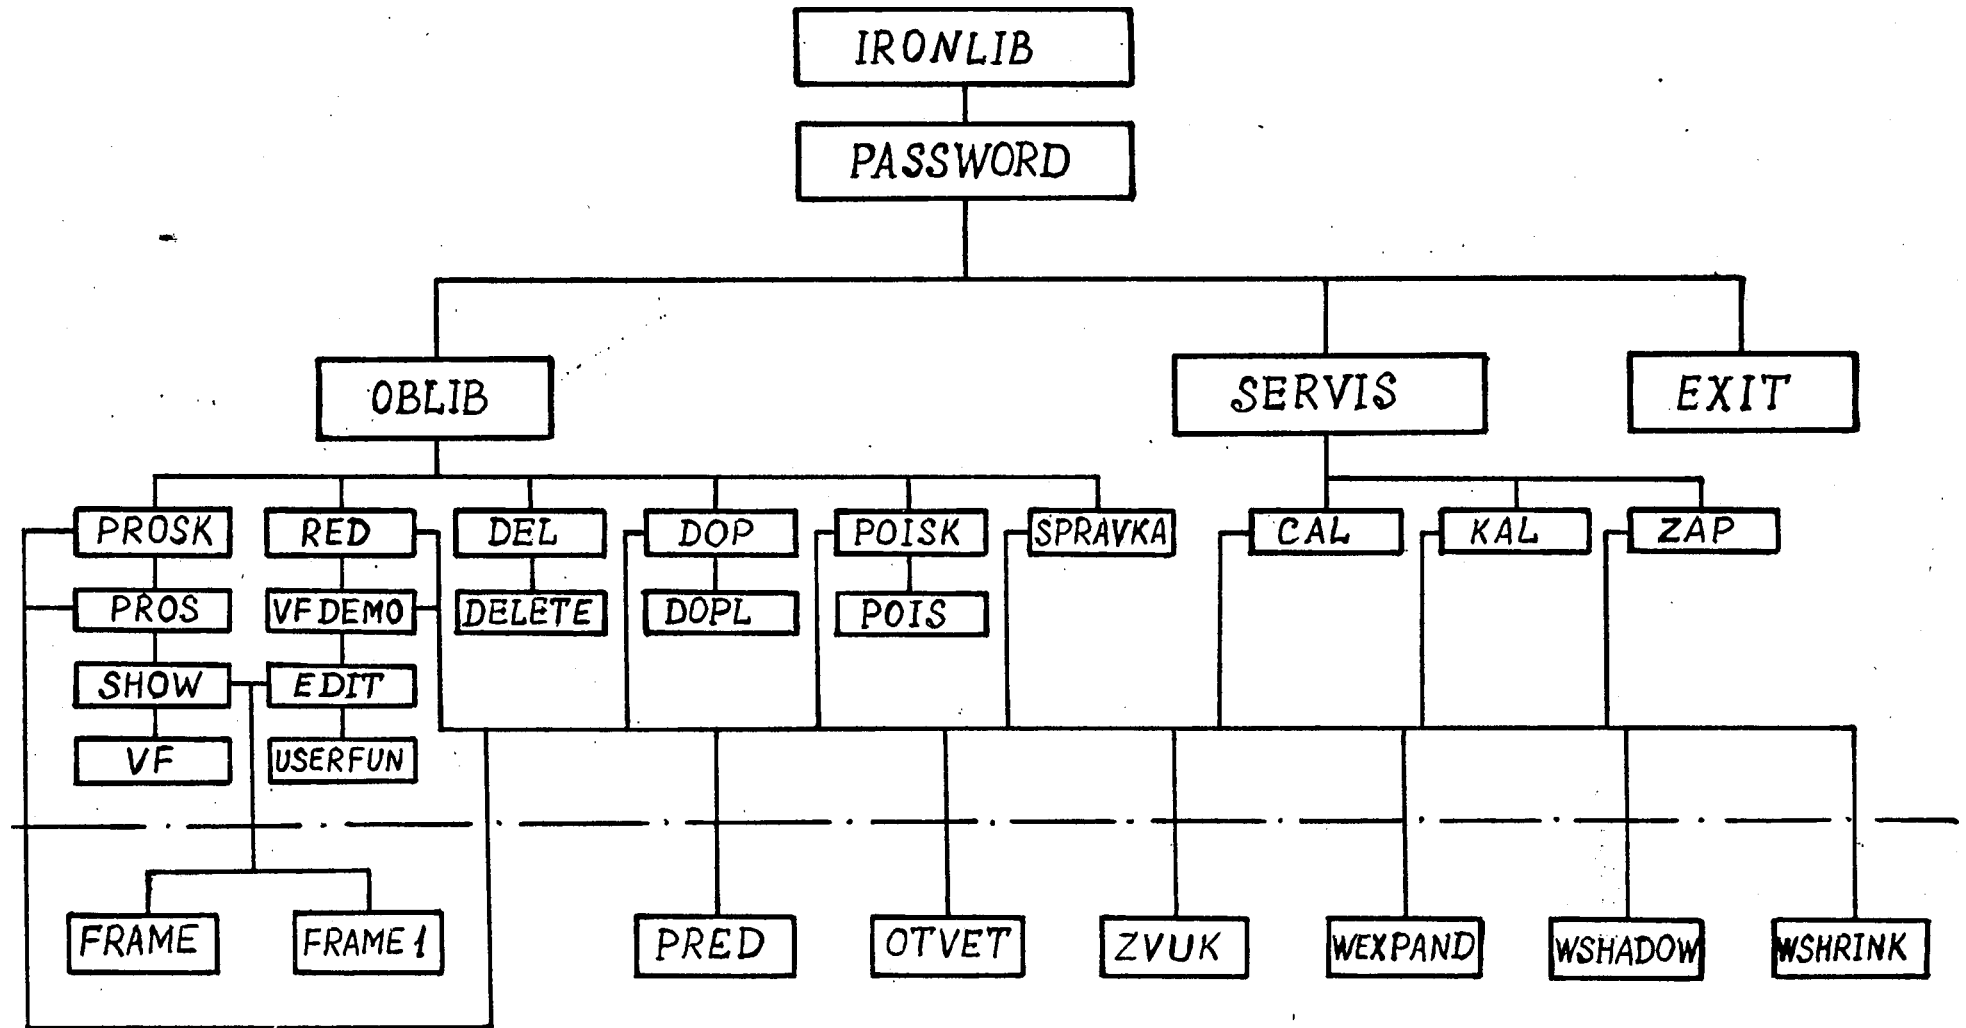 IRONLIB
PASSWORD
OBLIB
SERVIS
EXIT
PROSK
RED
DEL
DOP
POISK
SPRAVKA
CAL
KAL
ZAP
PROS
VFDEMO
DELETE
DOPL
POIS
SHOW
EDIT
VF
USERFUN
FRAME
FRAME1
PRED
OTVET
ZVUK
WEXPAND
WSHADOW
WSHRINK